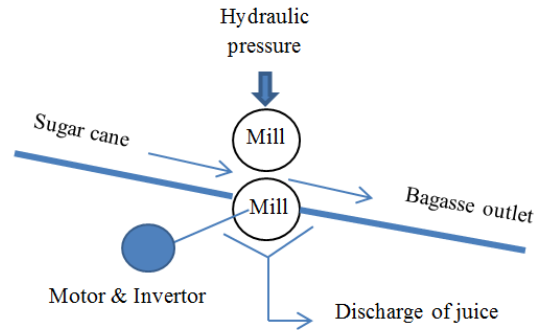 Hydraulic
pressure
Mill
Sugar cane
Mill
Bagasse outlet
Motor & Invertor
Discharge of juice